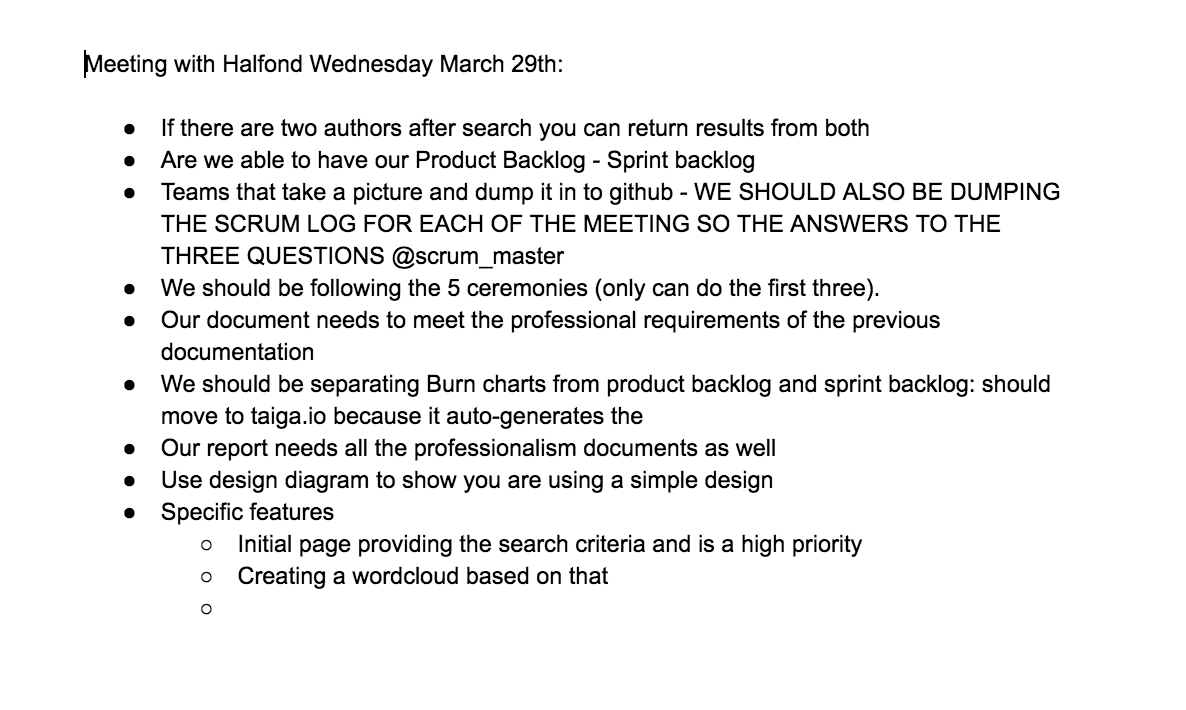 Meeting with Halfond Wednesday March 29th:
● If there are two authors after search you can return results from both
● Are we able to have our Product Backlog - Sprint backlog
● Teams that take a picture and dump it in to github - WE SHOULD ALSO BE DUMPING
THE SCRUM LOG FOR EACH OF THE MEETING SO THE ANSWERS TO THE
THREE QUESTIONS @scrum_master
● We should be following the 5 ceremonies (only can do the first three).
● Our document needs to meet the professional requirements of the previous
documentation
● We should be separating Burn charts from product backlog and sprint backlog: should
move to taiga.io because it auto-generates the
● Our report needs all the professionalism documents as well
● Use design diagram to show you are using a simple design
● Specific features
○ Initial page providing the search criteria and is a high priority
○ Creating a wordcloud based on that
○